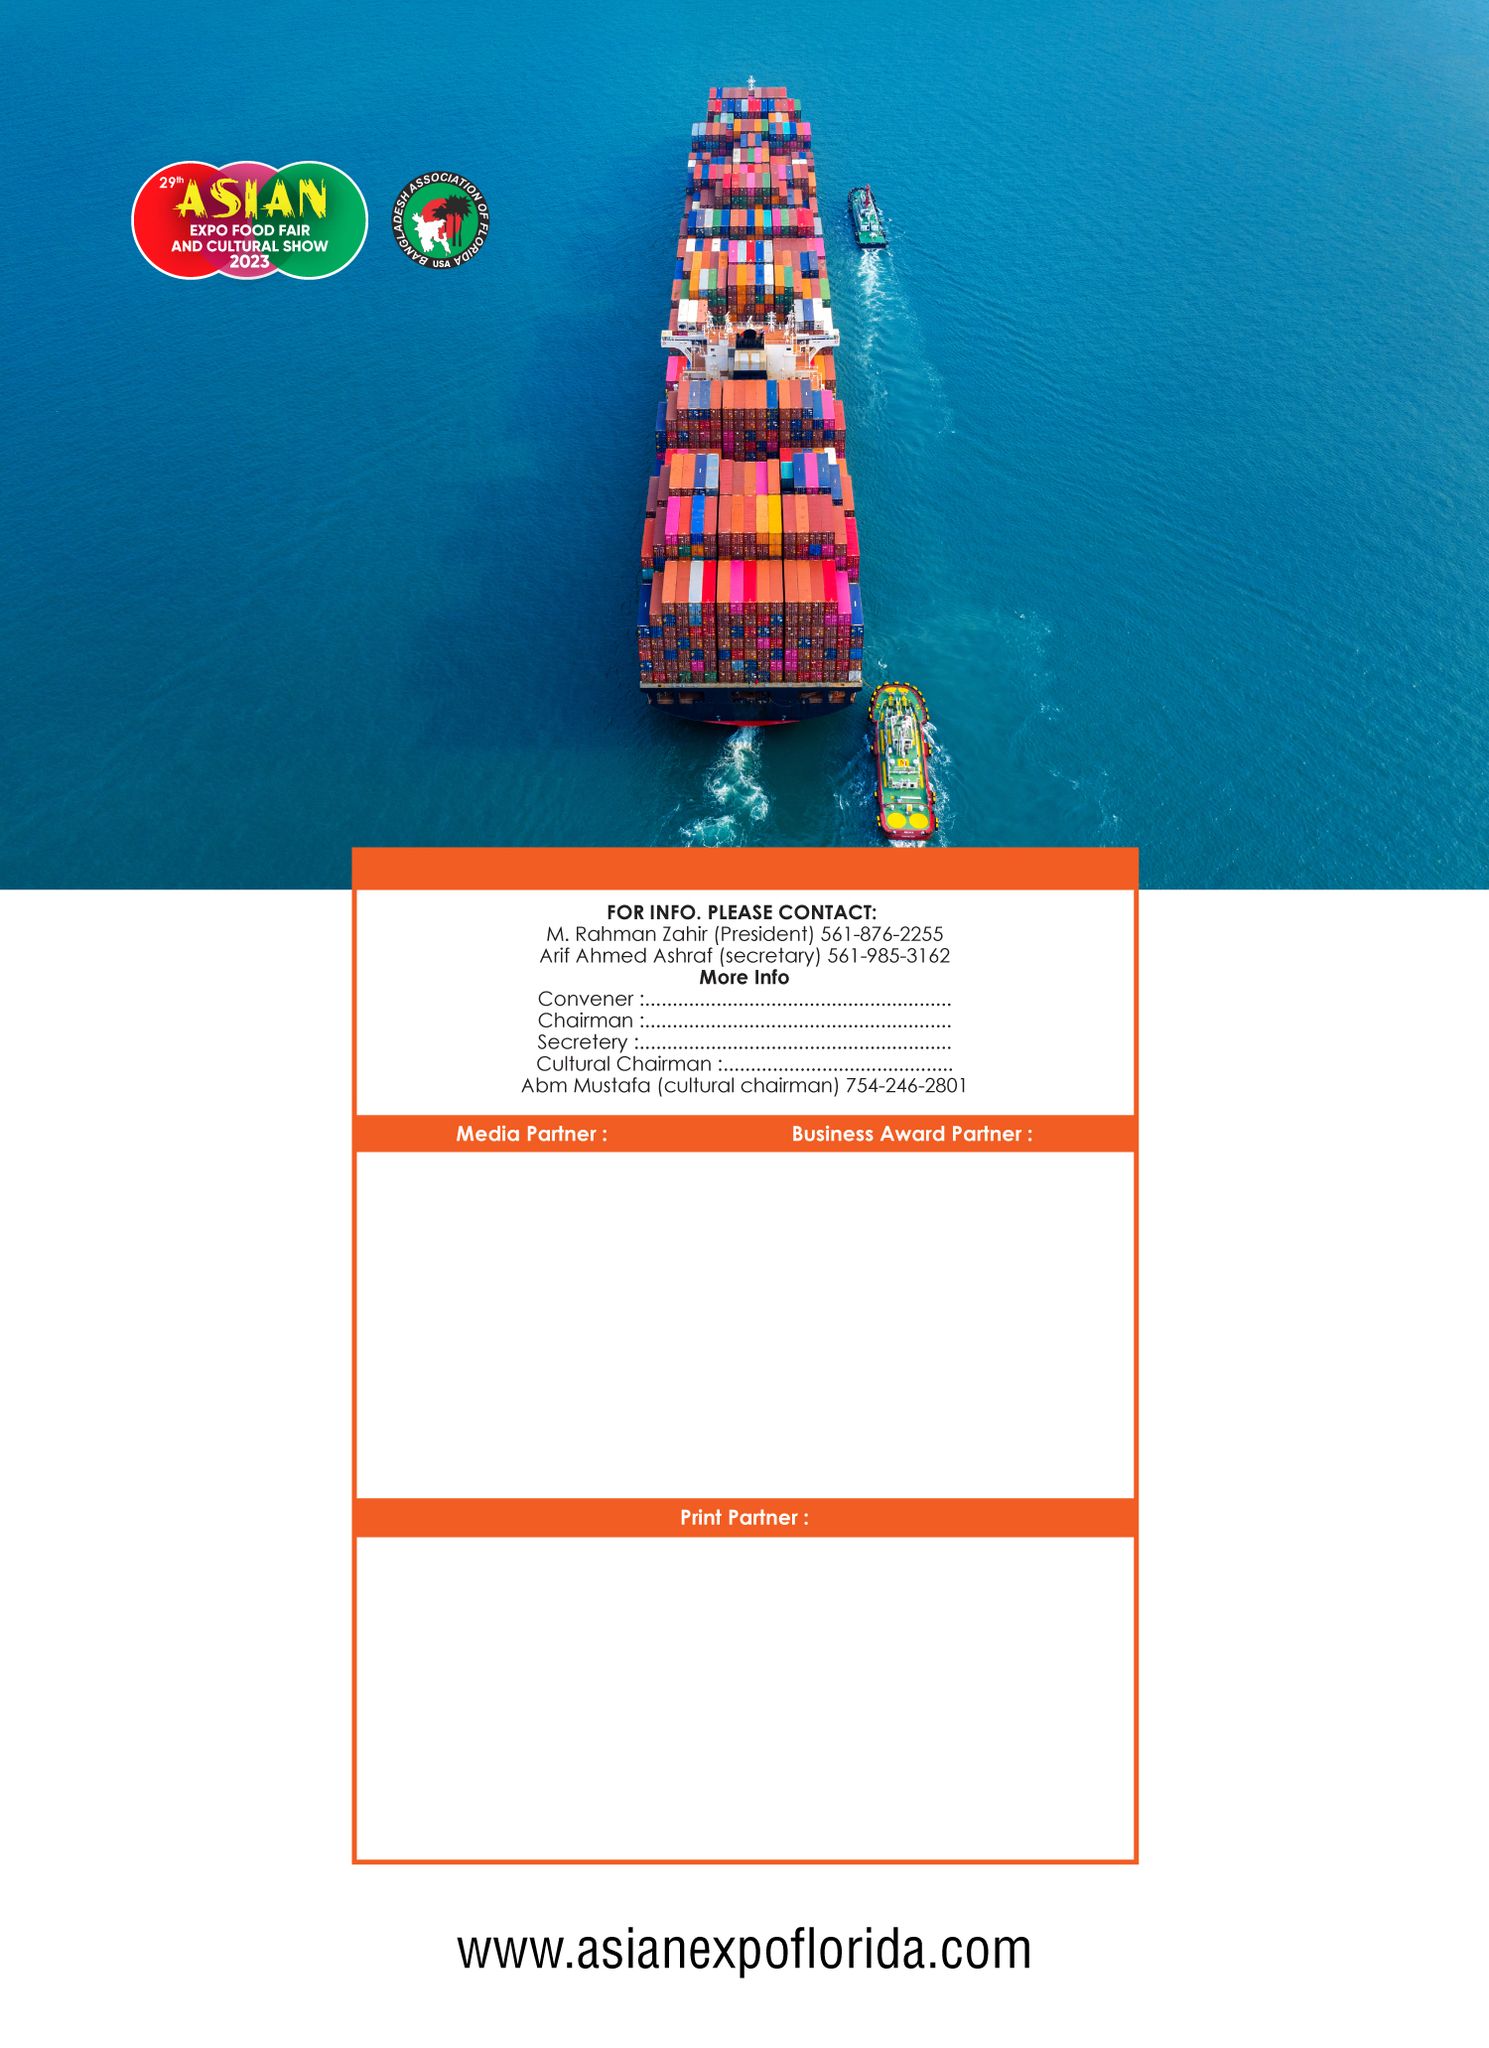 29th
ASIAN
EXPO FOOD FAIR
AND CULTURAL SHOW
2023
BANGLADESH ASSOCIATION OF FLORIDA
USA
FOR INFO. PLEASE CONTACT:
M. Rahman Zahir (President) 561-876-2255
Arif Ahmed Ashraf (secretary) 561-985-3162
More Info
Convener :........................................................
Chairman :........................................................
Secretery :.........................................................
Cultural Chairman :..........................................
Abm Mustafa (cultural chairman) 754-246-2801
Media Partner :
Business Award Partner :
Print Partner :
www.asianexpoflorida.com